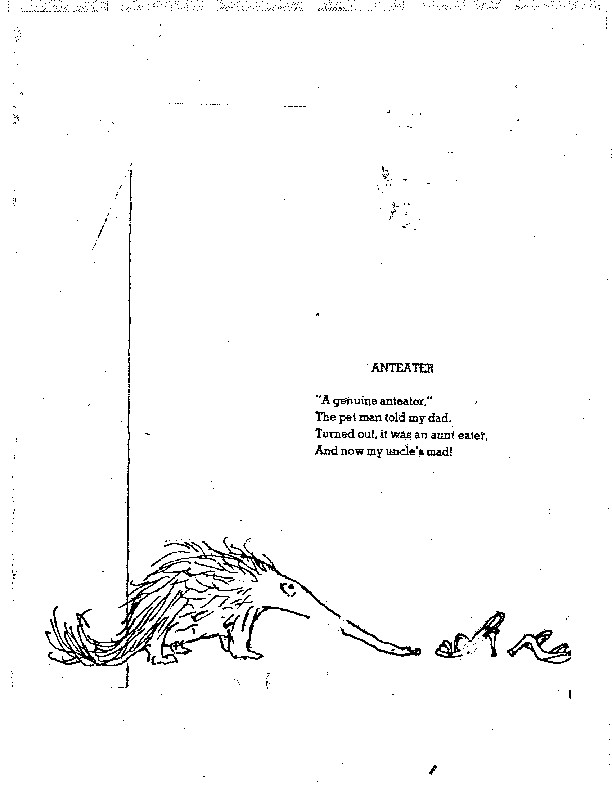 ANTEATER
"A genuine anteater,"
The pet man told my dad.
Turned out, it was an aunt eater,
And now my uncle's mad!